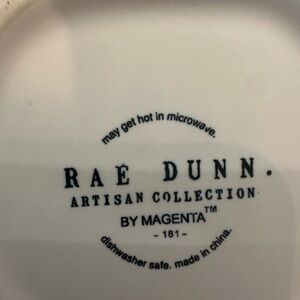 may get hot in microwave.
RAE DUNN.
ARTISAN COLLECTION
BY MAGENTA™
- 181 -
dishwasher safe. made in china.